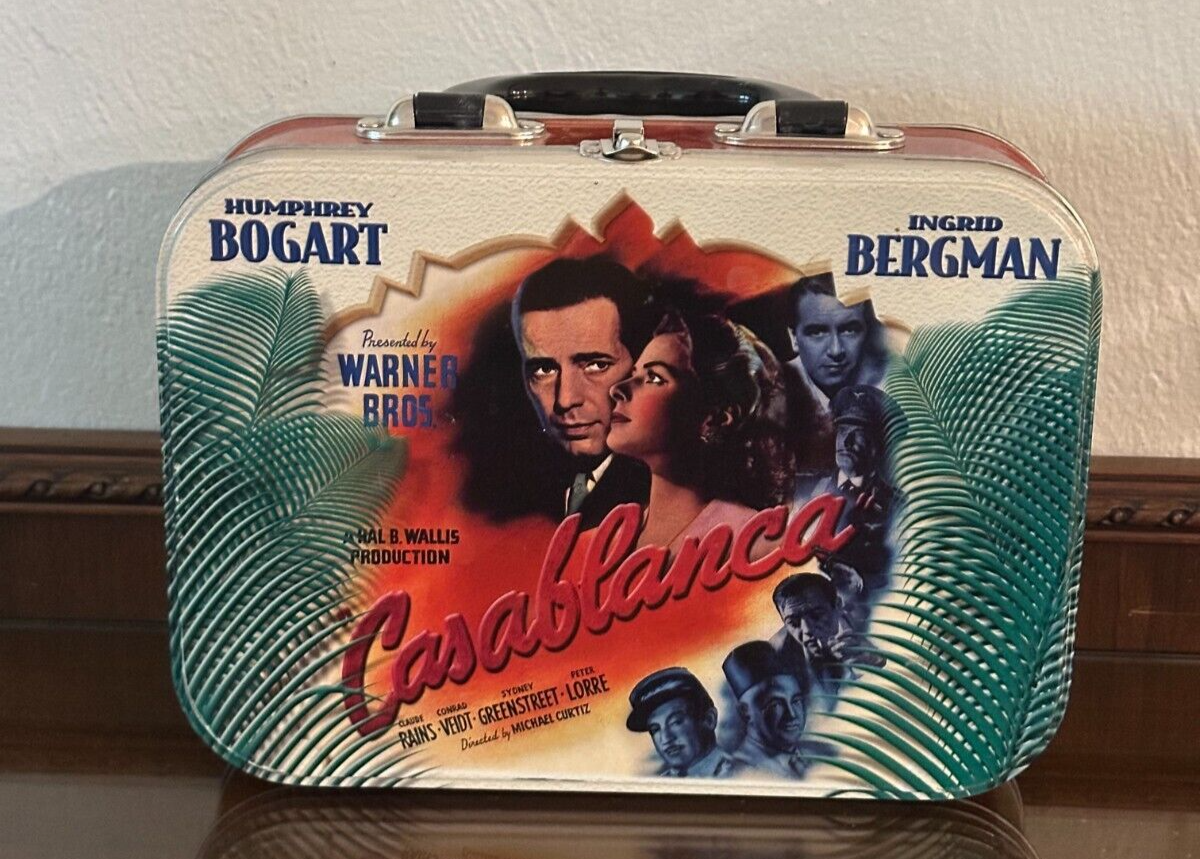 HUMPHREY
BOGART
INGRID
BERGMAN
Presented by
WARNER
BROS.
A HAL B. WALLIS
PRODUCTION
"Casablanca"
CLAUDE RAINS · CONRAD VEIDT · SYDNEY GREENSTREET · PETER LORRE
Directed by MICHAEL CURTIZ